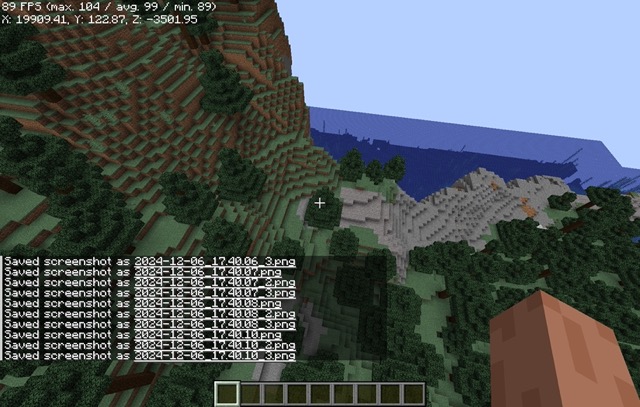 89 FPS (max. 104 / avg. 99 / min. 89)
X: 19909.41, Y: 122.87, Z: -3501.95
Saved screenshot as 2024-12-06_17.40.06_3.png
Saved screenshot as 2024-12-06_17.40.07.png
Saved screenshot as 2024-12-06_17.40.07_2.png
Saved screenshot as 2024-12-06_17.40.07_3.png
Saved screenshot as 2024-12-06_17.40.08.png
Saved screenshot as 2024-12-06_17.40.08_2.png
Saved screenshot as 2024-12-06_17.40.08_3.png
Saved screenshot as 2024-12-06_17.40.10.png
Saved screenshot as 2024-12-06_17.40.10_2.png
Saved screenshot as 2024-12-06_17.40.10_3.png